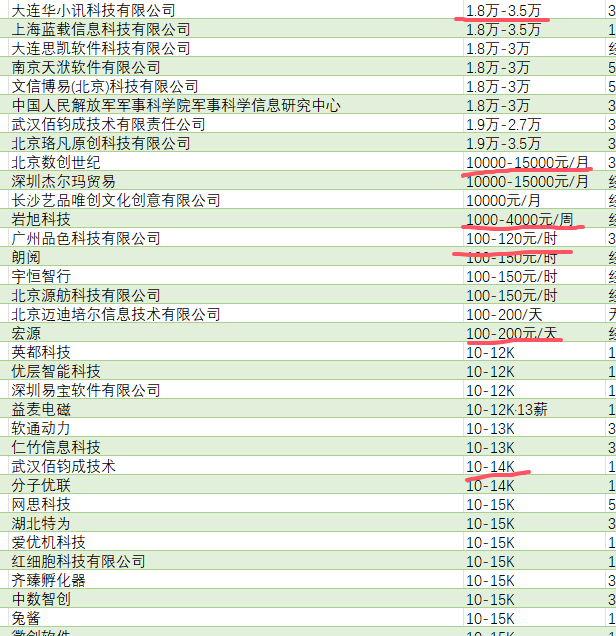 大连华小讯科技有限公司 1.8万-3.5万 3
上海蓝载信息科技有限公司 1.8万-3.5万 1
大连思凯软件科技有限公司 1.8万-3万
南京天洑软件有限公司 1.8万-3万 5
文信博易(北京)科技有限公司 1.8万-3万 5
中国人民解放军军事科学院军事科学信息研究中心 1.8万-3万 3
武汉佰钧成技术有限责任公司 1.9万-2.7万 3
北京珞凡原创科技有限公司 1.9万-3.5万 3
北京数创世纪 10000-15000元/月 3
深圳杰尔玛贸易 10000-15000元/月
长沙艺品唯创文化创意有限公司 10000元/月
岩旭科技 1000-4000元/周
广州品色科技有限公司 100-120元/时 3
朗阅 100-150元/时
宇恒智行 100-150元/时
北京源舫科技有限公司 100-150元/时
北京迈迪培尔信息技术有限公司 100-200/天
宏源 100-200元/天
英都科技 10-12K 1
优层智能科技 10-12K 1
深圳易宝软件有限公司 10-12K 1
益麦电磁 10-12K·13薪 1
软通动力 10-13K 3
仁竹信息科技 10-13K 3
武汉佰钧成技术 10-14K 1
分子优联 10-14K 1
网思科技 10-15K 5
湖北特为 10-15K 3
爱优机科技 10-15K 1
红细胞科技有限公司 10-15K 1
齐臻孵化器 10-15K 3
中数智创 10-15K 3
兔酱 10-15K 1
微创软件 10-15K